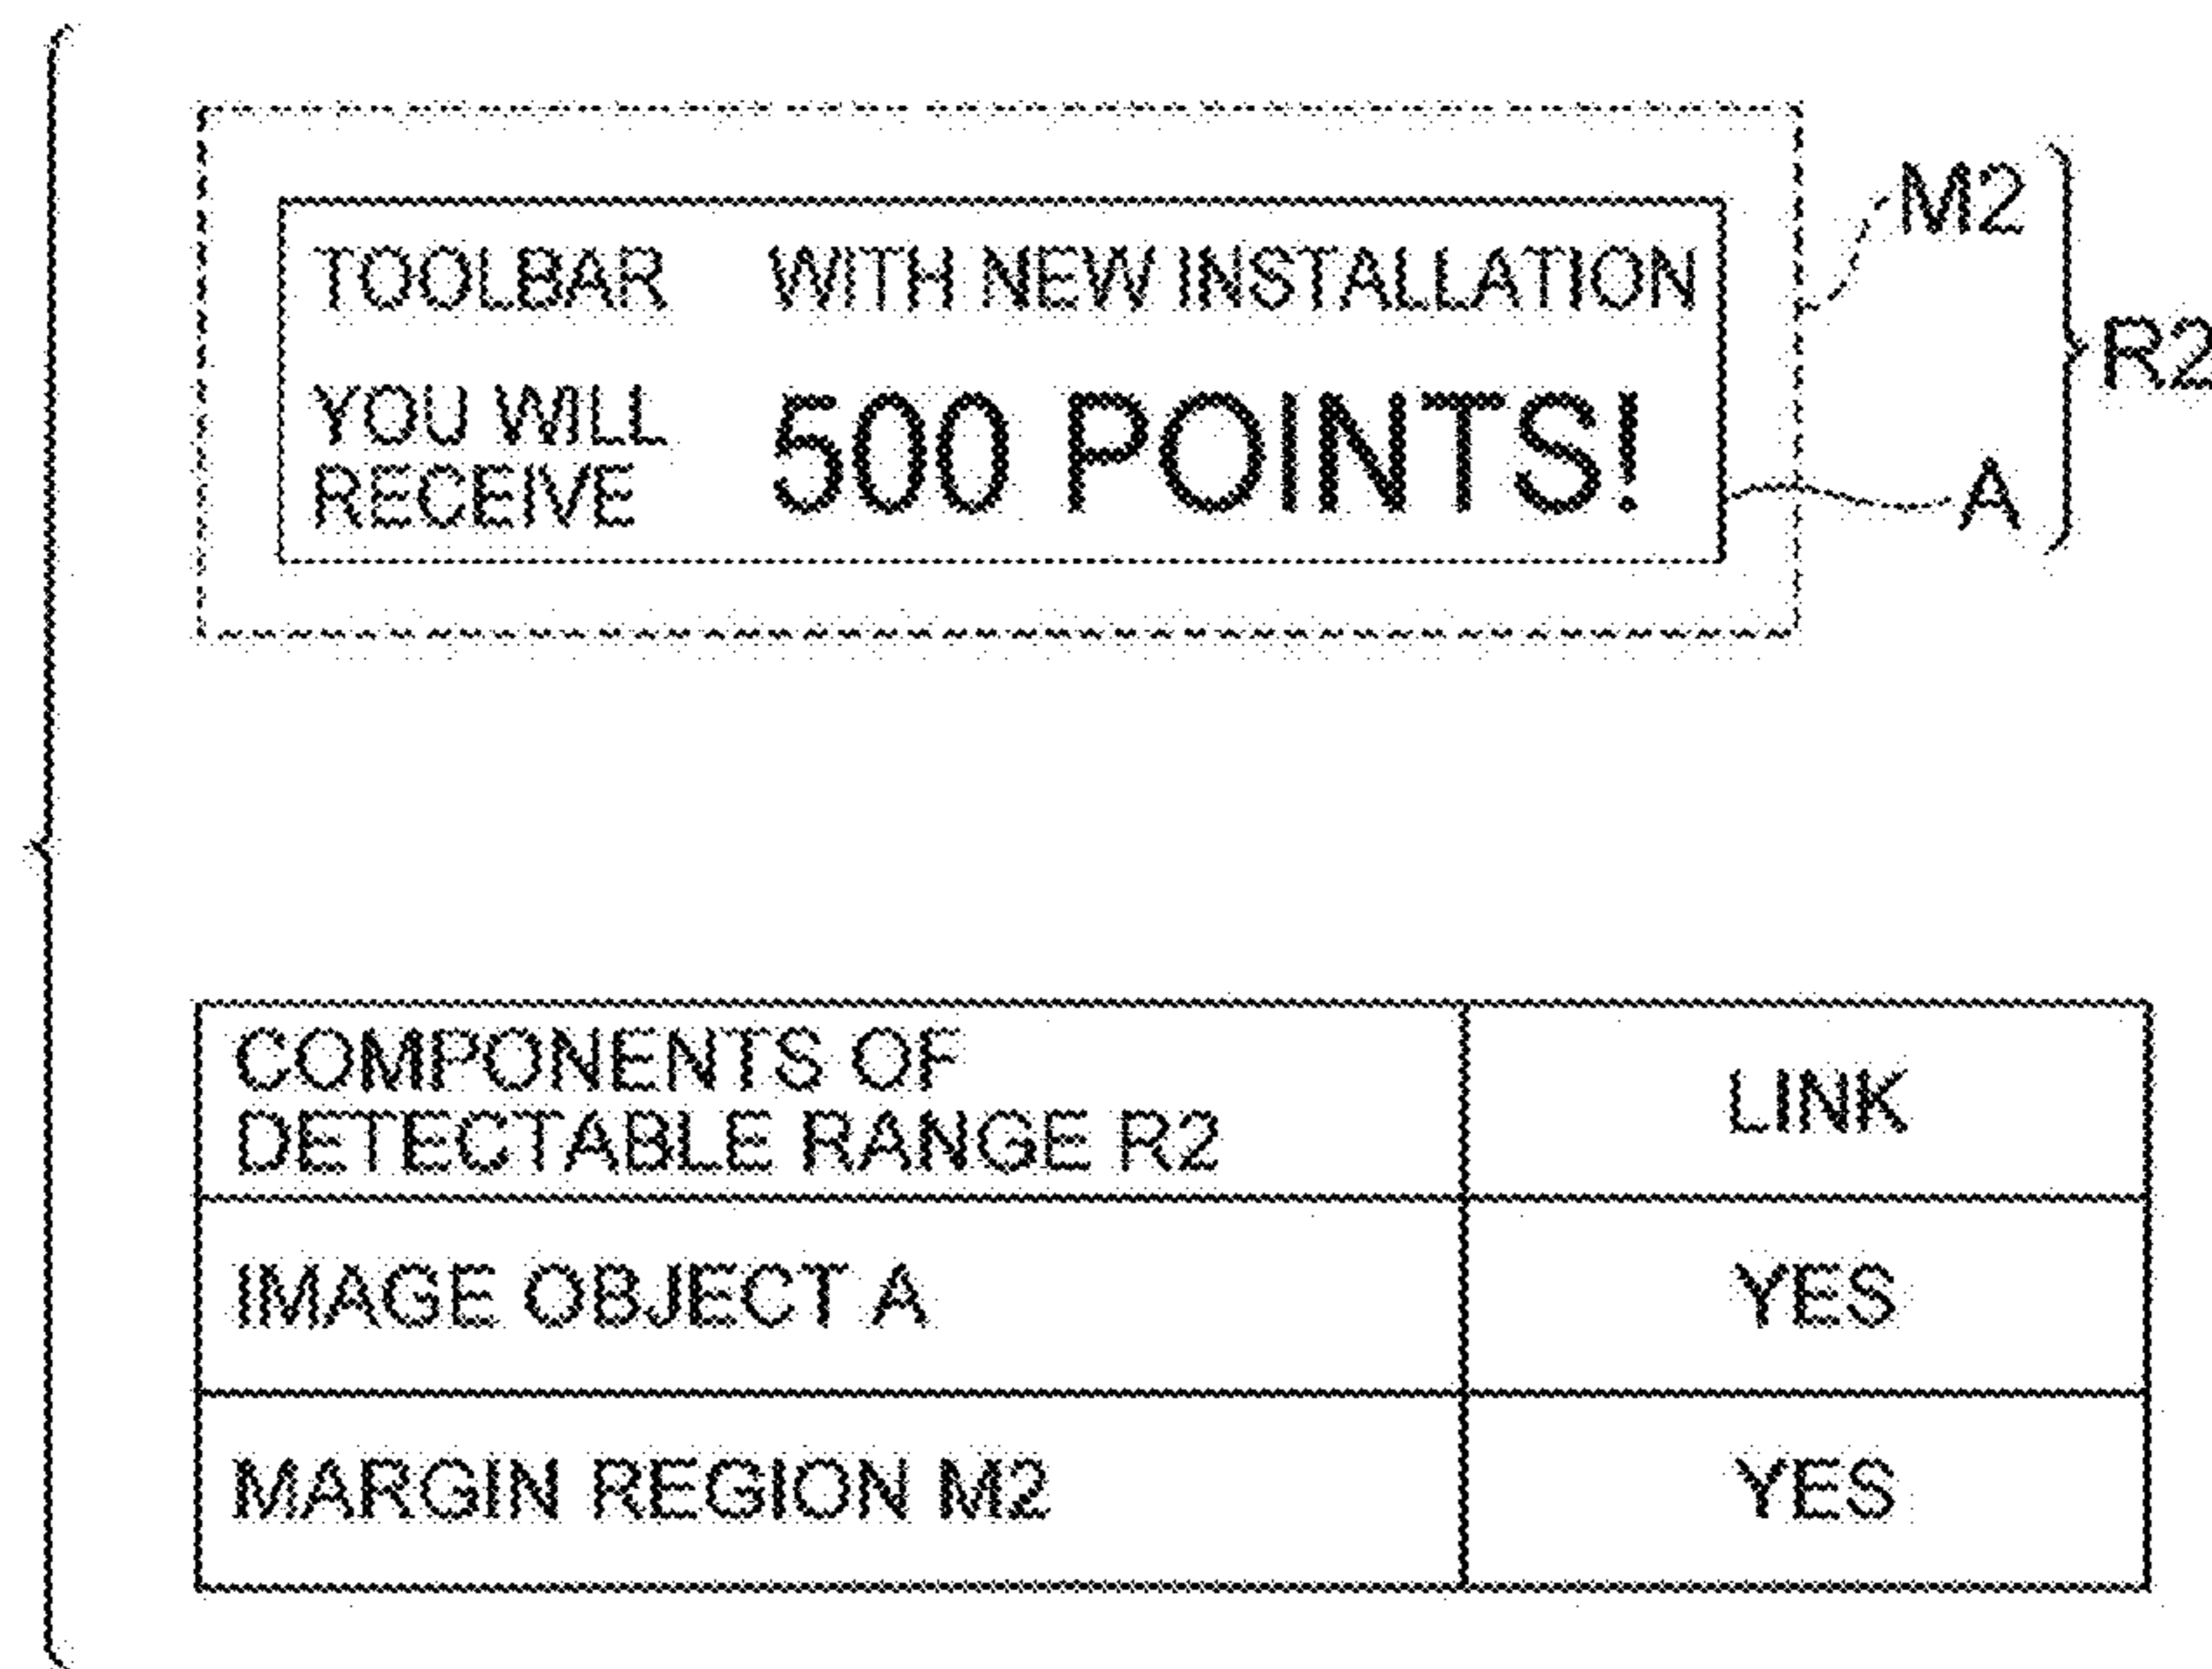 TOOLBAR WITH NEW INSTALLATION
YOU WILL
RECEIVE
500 POINTS!
M2
R2
A
COMPONENTS OF
DETECTABLE RANGE R2
LINK
IMAGE OBJECT A
YES
MARGIN REGION M2
YES